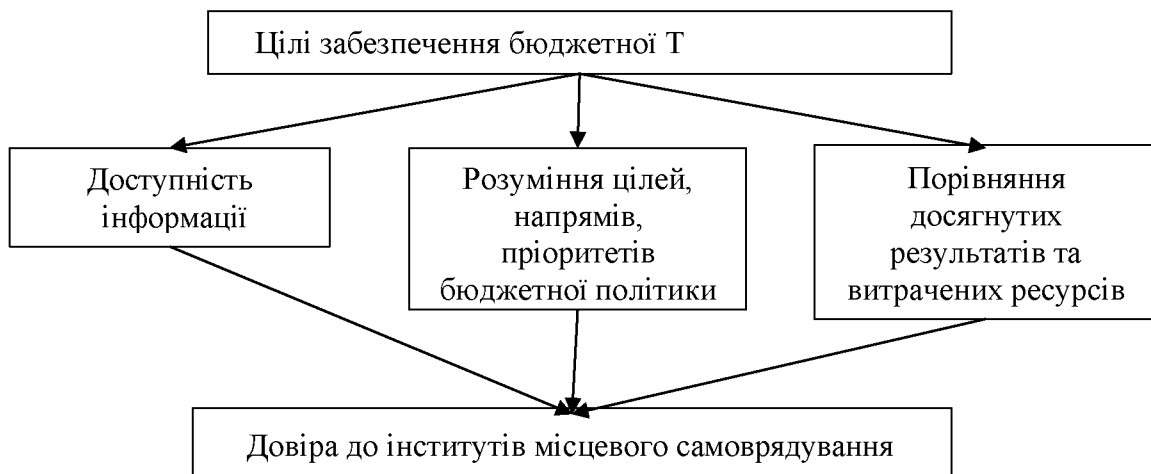 Цілі забезпечення бюджетної Т
Доступність
інформації
Розуміння цілей,
напрямів,
пріоритетів
бюджетної політики
Порівняння
досягнутих
результатів та
витрачених ресурсів
Довіра до інститутів місцевого самоврядування